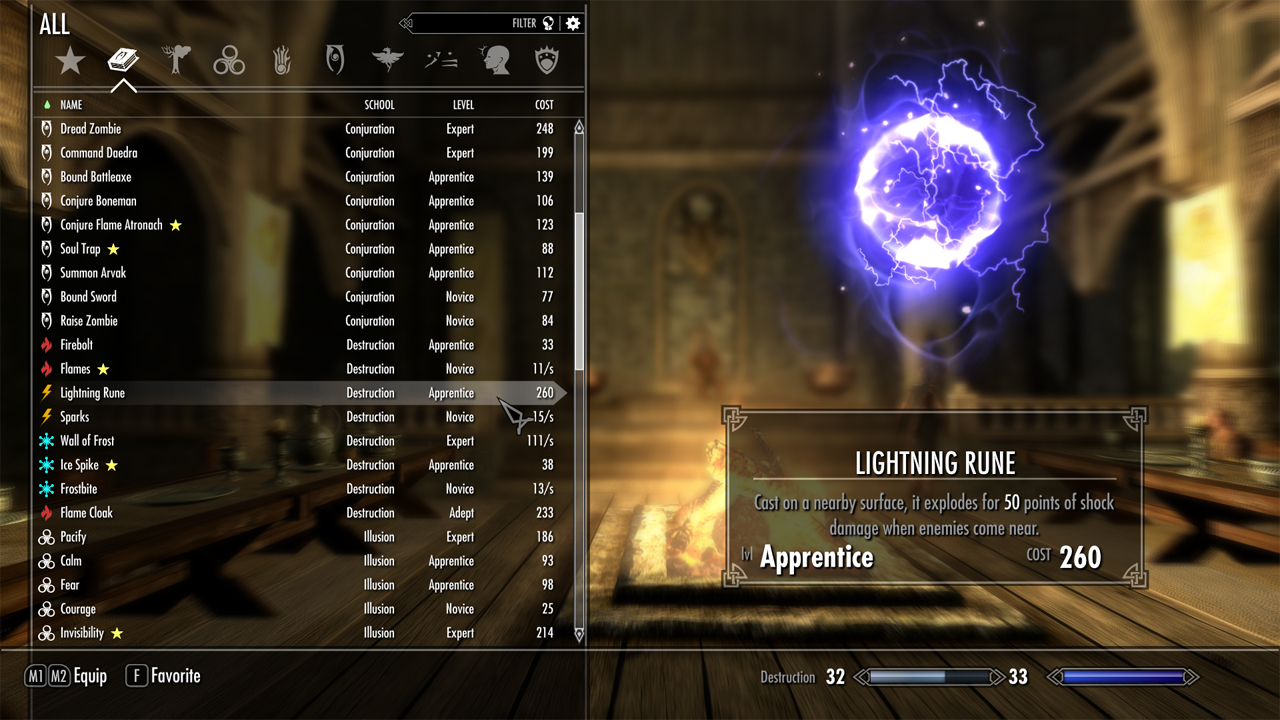 ALL
FILTER
NAME SCHOOL LEVEL COST
Dread Zombie Conjuration Expert 248
Command Daedra Conjuration Expert 199
Bound Battleaxe Conjuration Apprentice 139
Conjure Boneman Conjuration Apprentice 106
Conjure Flame Atronach Conjuration Apprentice 123
Soul Trap Conjuration Apprentice 88
Summon Arvak Conjuration Apprentice 112
Bound Sword Conjuration Novice 77
Raise Zombie Conjuration Novice 84
Firebolt Destruction Apprentice 33
Flames Destruction Novice 11/s
Lightning Rune Destruction Apprentice 260
Sparks Destruction Novice 15/s
Wall of Frost Destruction Expert 111/s
Ice Spike Destruction Apprentice 38
Frostbite Destruction Novice 13/s
Flame Cloak Destruction Adept 233
Pacify Illusion Expert 186
Calm Illusion Apprentice 93
Fear Illusion Apprentice 98
Courage Illusion Novice 25
Invisibility Illusion Expert 214
LIGHTNING RUNE
Cast on a nearby surface, it explodes for 50 points of shock
damage when enemies come near.
lvl Apprentice COST 260
M1 M2 Equip F Favorite
Destruction 32 33